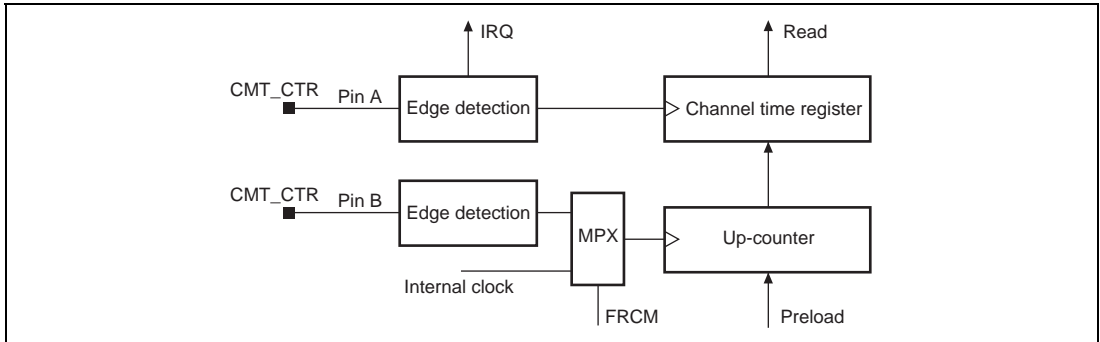 IRQ
Read
CMT_CTR
Pin A
Edge detection
Channel time register
CMT_CTR
Pin B
Edge detection
MPX
Up-counter
Internal clock
FRCM
Preload